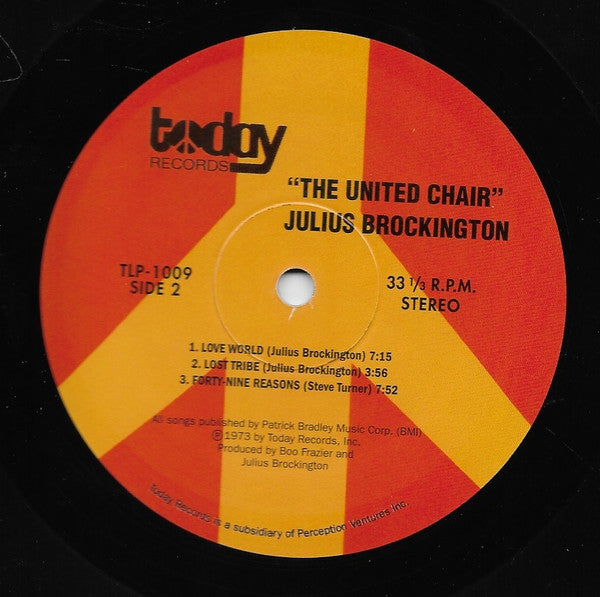 today
RECORDS
"THE UNITED CHAIR"
JULIUS BROCKINGTON
TLP-1009
SIDE 2
33 1/3 R.P.M.
STEREO
1. LOVE WORLD (Julius Brockington) 7:15
2. LOST TRIBE (Julius Brockington) 3:56
3. FORTY-NINE REASONS (Steve Turner) 7:52
All songs published by Patrick Bradley Music Corp. (BMI)
℗ 1973 by Today Records, Inc.
Produced by Boo Frazier and
Julius Brockington
Today Records is a subsidiary of Perception Ventures Inc.